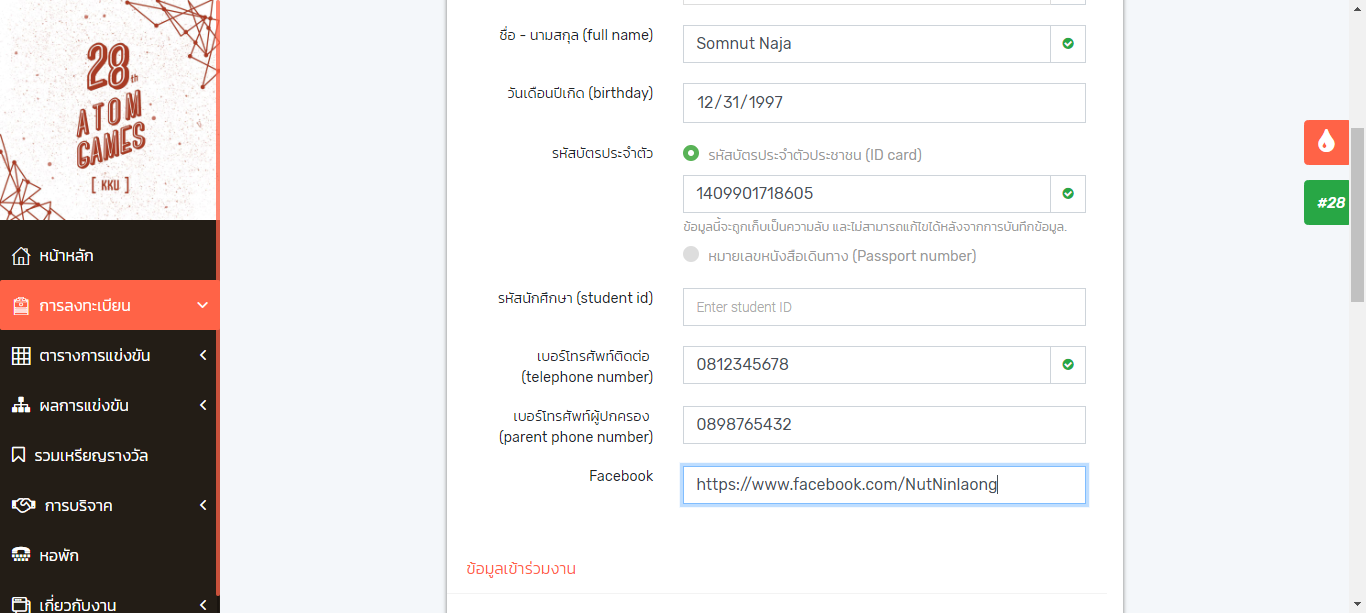 28th
ATOM
GAMES
[ KKU ]
หน้าหลัก
การลงทะเบียน
ตารางการแข่งขัน
ผลการแข่งขัน
รวมเหรียญรางวัล
การบริจาค
หอพัก
เกี่ยวกับงาน
ชื่อ - นามสกุล (full name)
Somnut Naja
วันเดือนปีเกิด (birthday)
12/31/1997
รหัสบัตรประจำตัว
รหัสบัตรประจำตัวประชาชน (ID card)
1409901718605
ข้อมูลนี้จะถูกเก็บเป็นความลับ และไม่สามารถแก้ไขได้หลังจากการบันทึกข้อมูล.
หมายเลขหนังสือเดินทาง (Passport number)
รหัสนักศึกษา (student id)
Enter student ID
เบอร์โทรศัพท์ติดต่อ
(telephone number)
0812345678
เบอร์โทรศัพท์ผู้ปกครอง
(parent phone number)
0898765432
Facebook
https://www.facebook.com/NutNinlaong
ข้อมูลเข้าร่วมงาน
#28